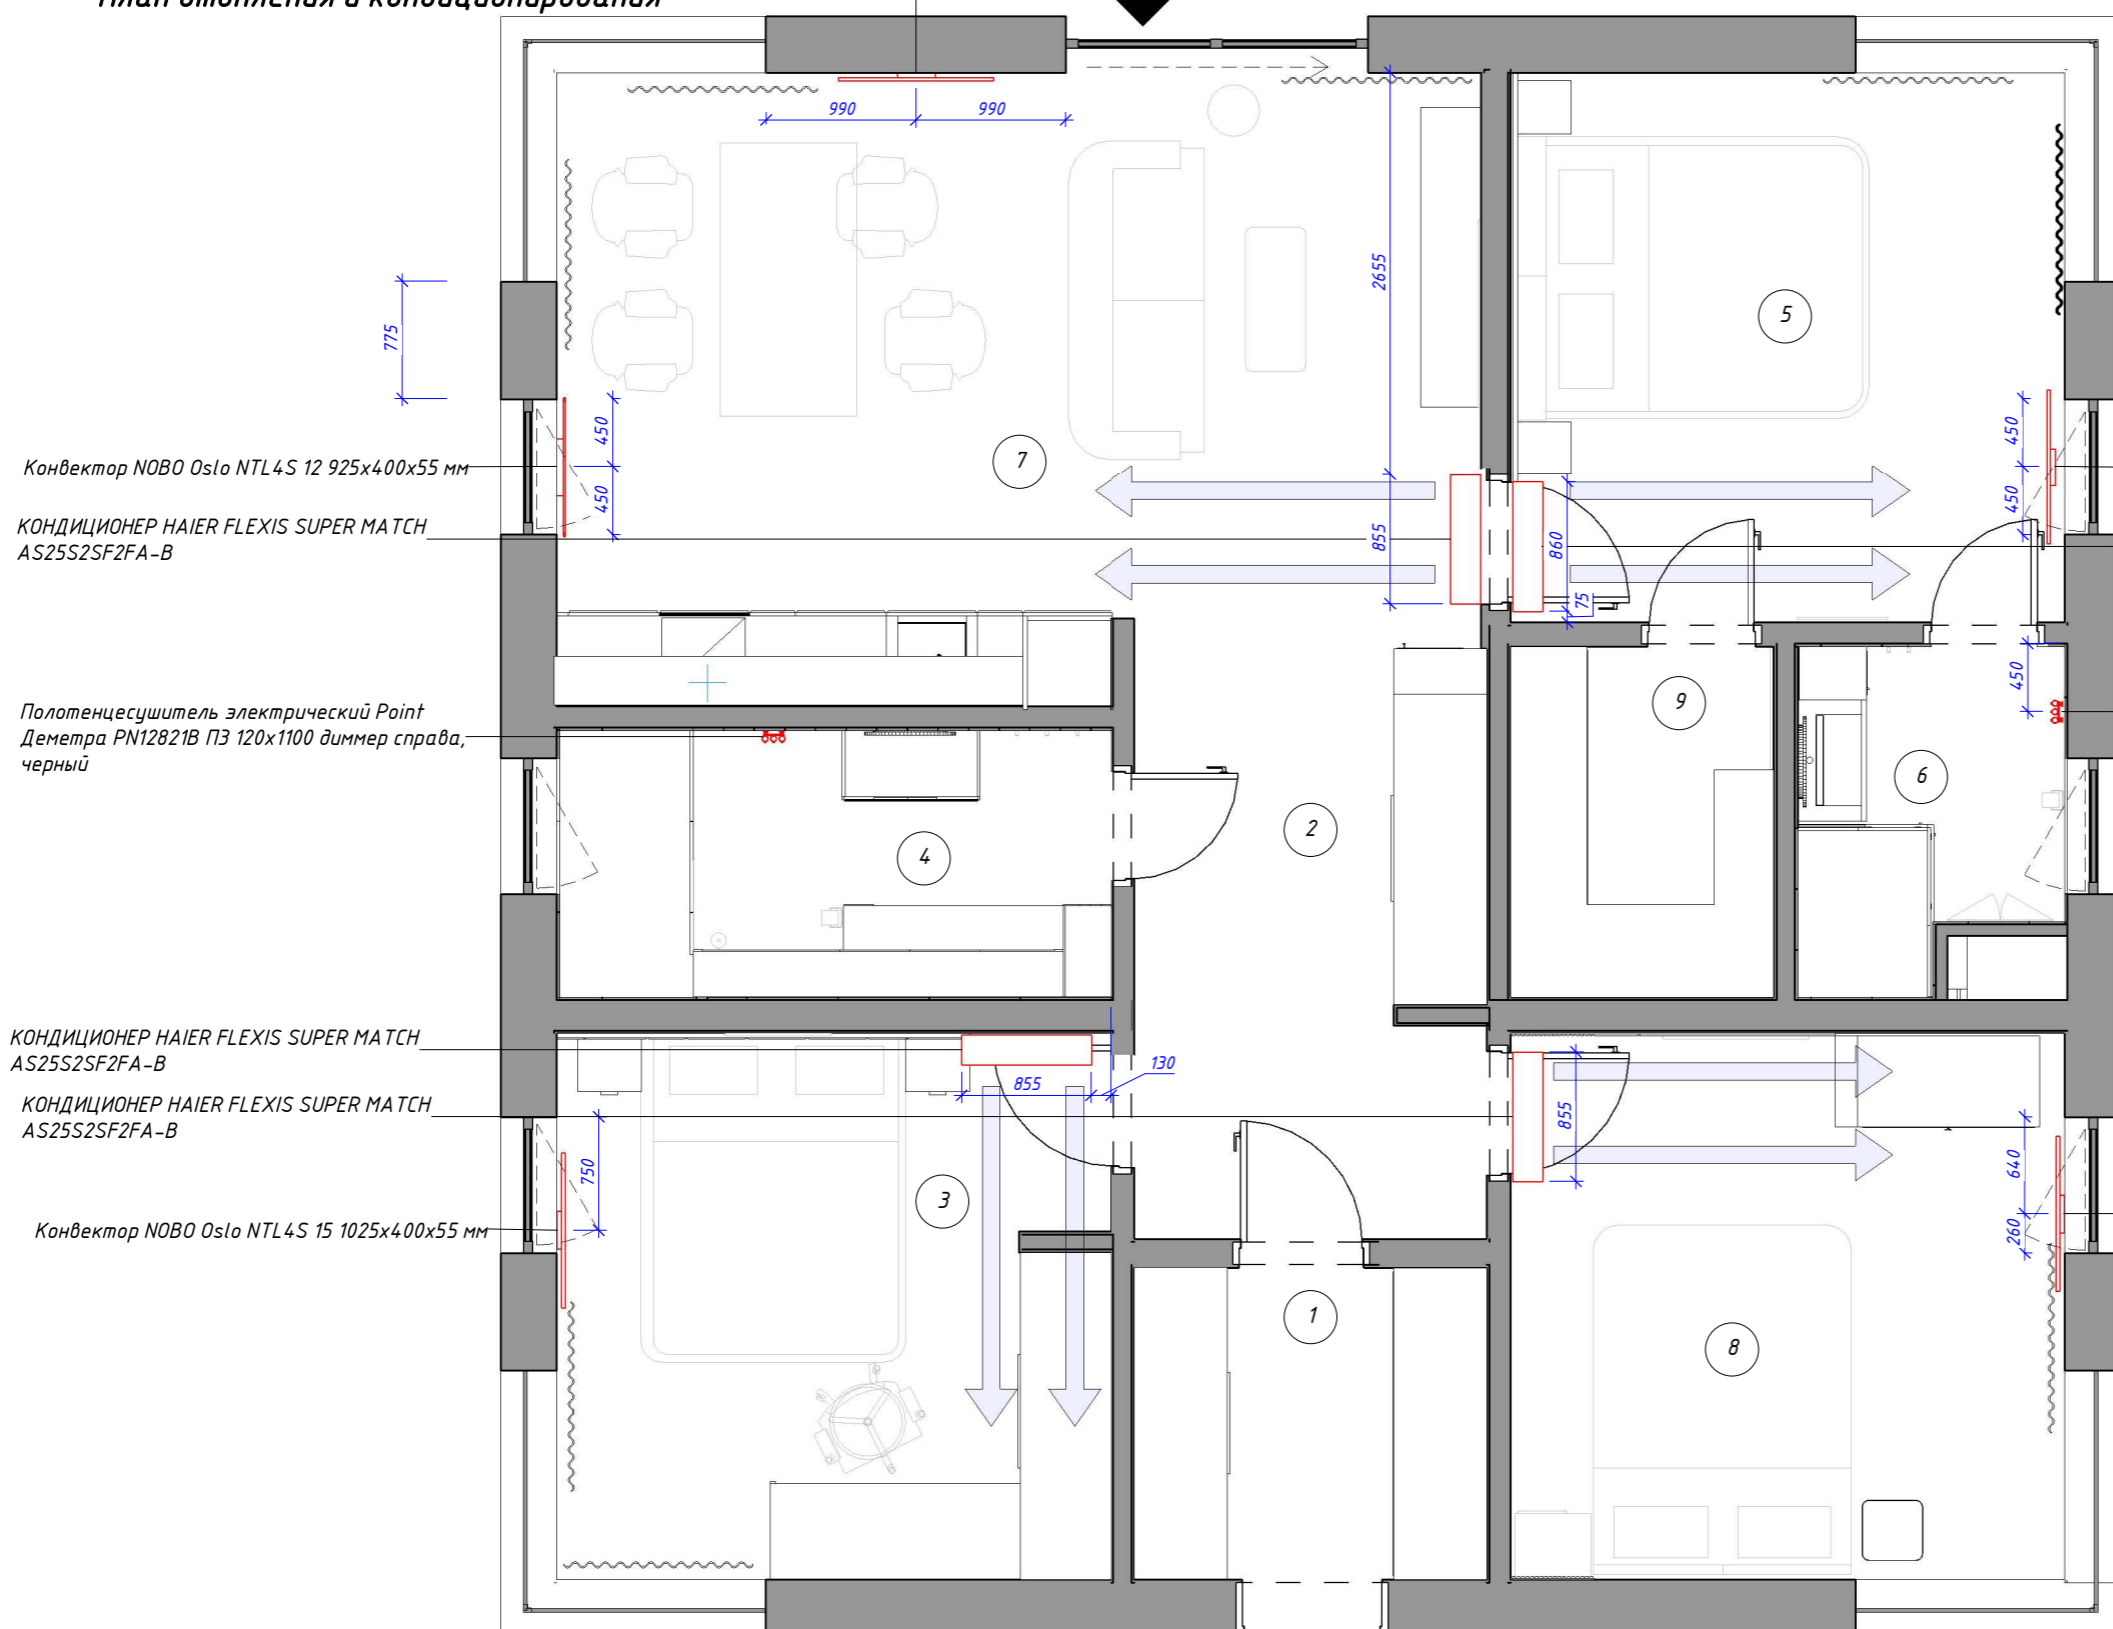 План отопления и кондиционирования
990
990
2655
775
5
450
450
7
450
450
Конвектор NOBO Oslo NTL4S 12 925x400x55 мм
КОНДИЦИОНЕР HAIER FLEXIS SUPER MATCH
AS25S2SF2FA-B
855
860
75
450
Полотенцесушитель электрический Point
Деметра PN12821B П3 120x1100 диммер справа,
черный
9
6
2
4
КОНДИЦИОНЕР HAIER FLEXIS SUPER MATCH
AS25S2SF2FA-B
855
130
КОНДИЦИОНЕР HAIER FLEXIS SUPER MATCH
AS25S2SF2FA-B
855
750
640
3
260
Конвектор NOBO Oslo NTL4S 15 1025x400x55 мм
1
8